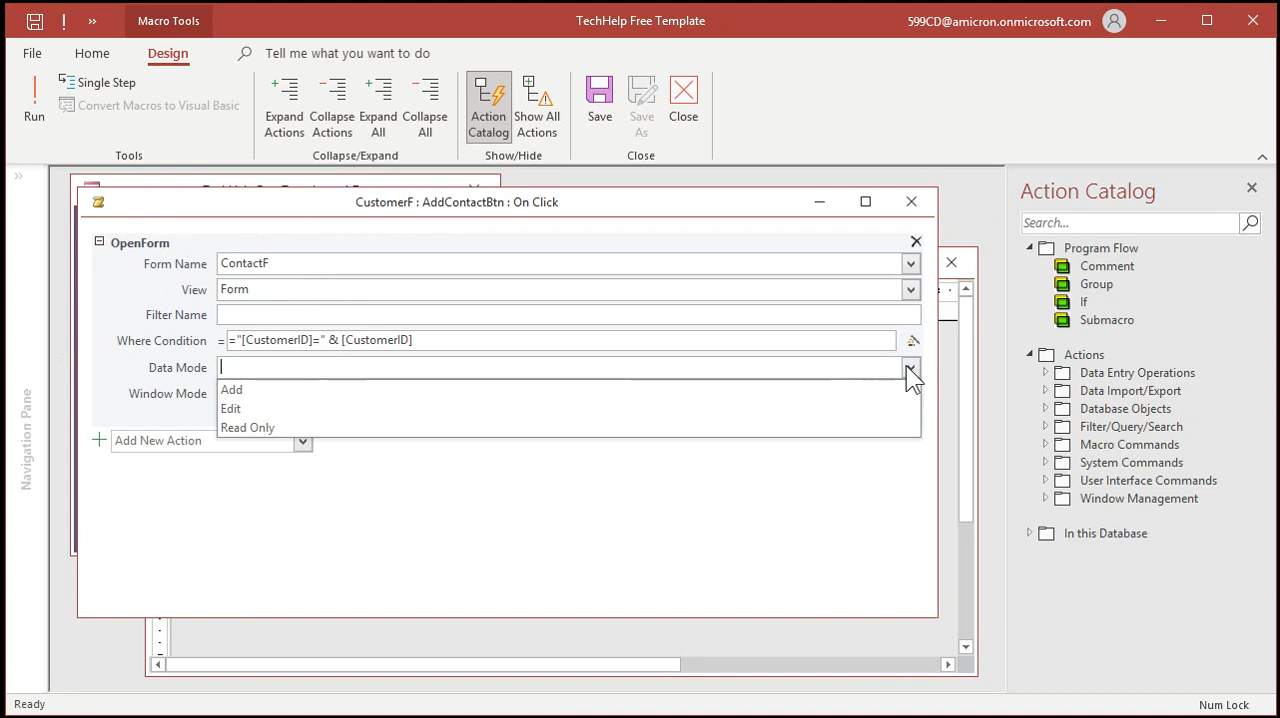 Macro Tools
TechHelp Free Template
599CD@amicron.onmicrosoft.com
File
Home
Design
Tell me what you want to do
Run
Single Step
Convert Macros to Visual Basic
Expand Actions
Collapse Actions
Expand All
Collapse All
Action Catalog
Show All Actions
Save
Save As
Close
Tools
Collapse/Expand
Show/Hide
Close
Navigation Pane
CustomerF : AddContactBtn : On Click
OpenForm
Form Name
ContactF
View
Form
Filter Name
Where Condition
= ="[CustomerID]=" & [CustomerID]
Data Mode
Add
Edit
Read Only
Window Mode
Add New Action
Action Catalog
Search...
Program Flow
Comment
Group
If
Submacro
Actions
Data Entry Operations
Data Import/Export
Database Objects
Filter/Query/Search
Macro Commands
System Commands
User Interface Commands
Window Management
In this Database
Ready
Num Lock